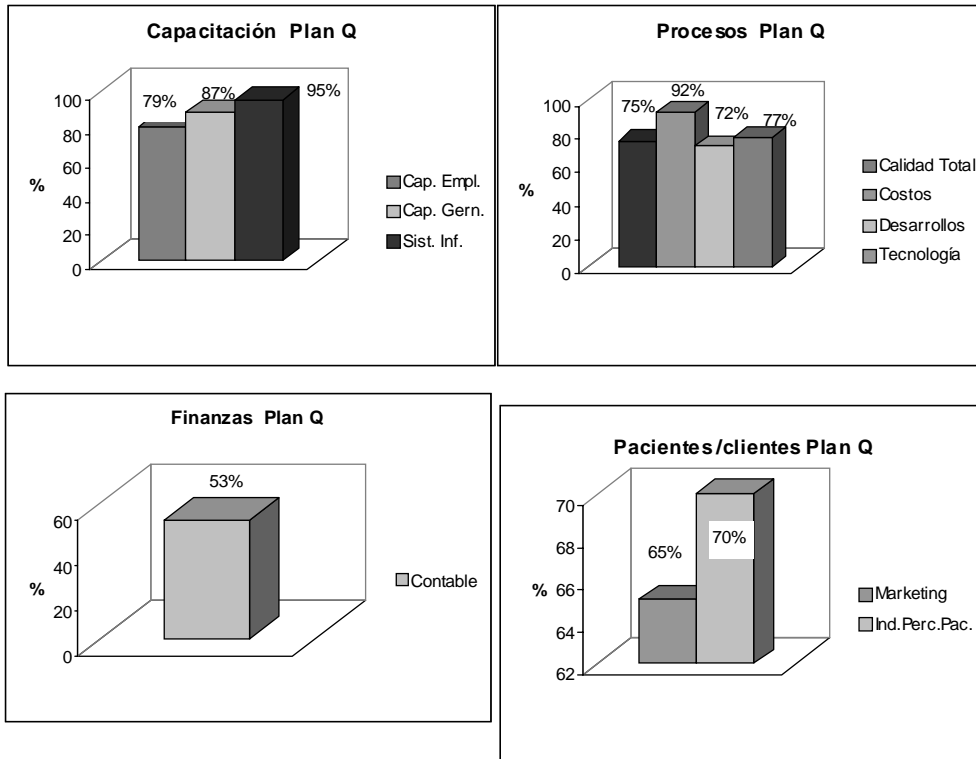 Capacitación Plan Q
79%
87%
95%
100
80
60
40
20
0
%
Cap. Empl.
Cap. Gern.
Sist. Inf.
Procesos Plan Q
75%
92%
72%
77%
100
80
60
40
20
0
%
Calidad Total
Costos
Desarrollos
Tecnología
Finanzas Plan Q
53%
60
40
20
0
%
Contable
Pacientes/clientes Plan Q
65%
70%
70
68
66
64
62
%
Marketing
Ind.Perc.Pac.